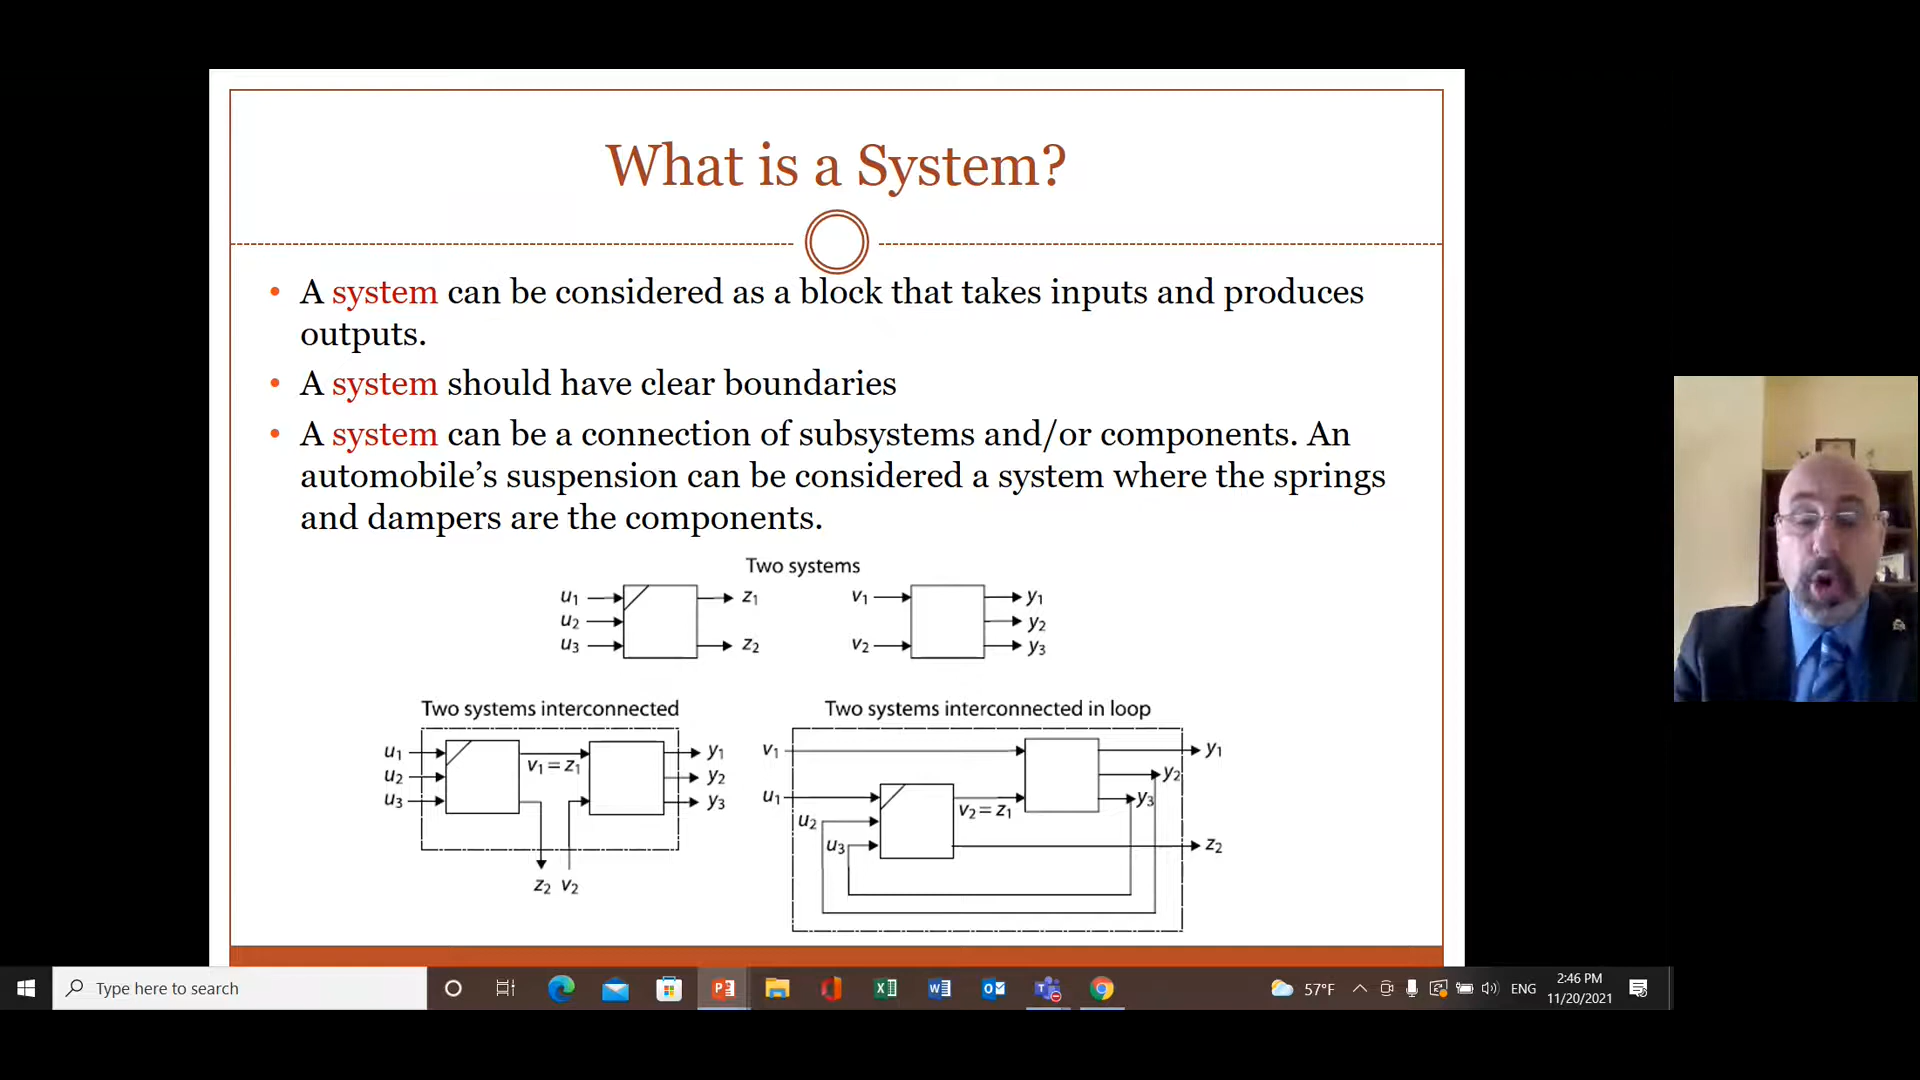 What is a System?
• A system can be considered as a block that takes inputs and produces
outputs.
• A system should have clear boundaries
• A system can be a connection of subsystems and/or components. An
automobile’s suspension can be considered a system where the springs
and dampers are the components.
Two systems
u1 z1 v1 y1
u2 y2
u3 z2 v2 y3
Two systems interconnected
u1 v1 = z1 y1
u2 y2
u3 y3
z2 v2
Two systems interconnected in loop
v1 y1
y2
u1 v2 = z1 y3
u2
u3 z2
Type here to search
57°F ENG
2:46 PM
11/20/2021